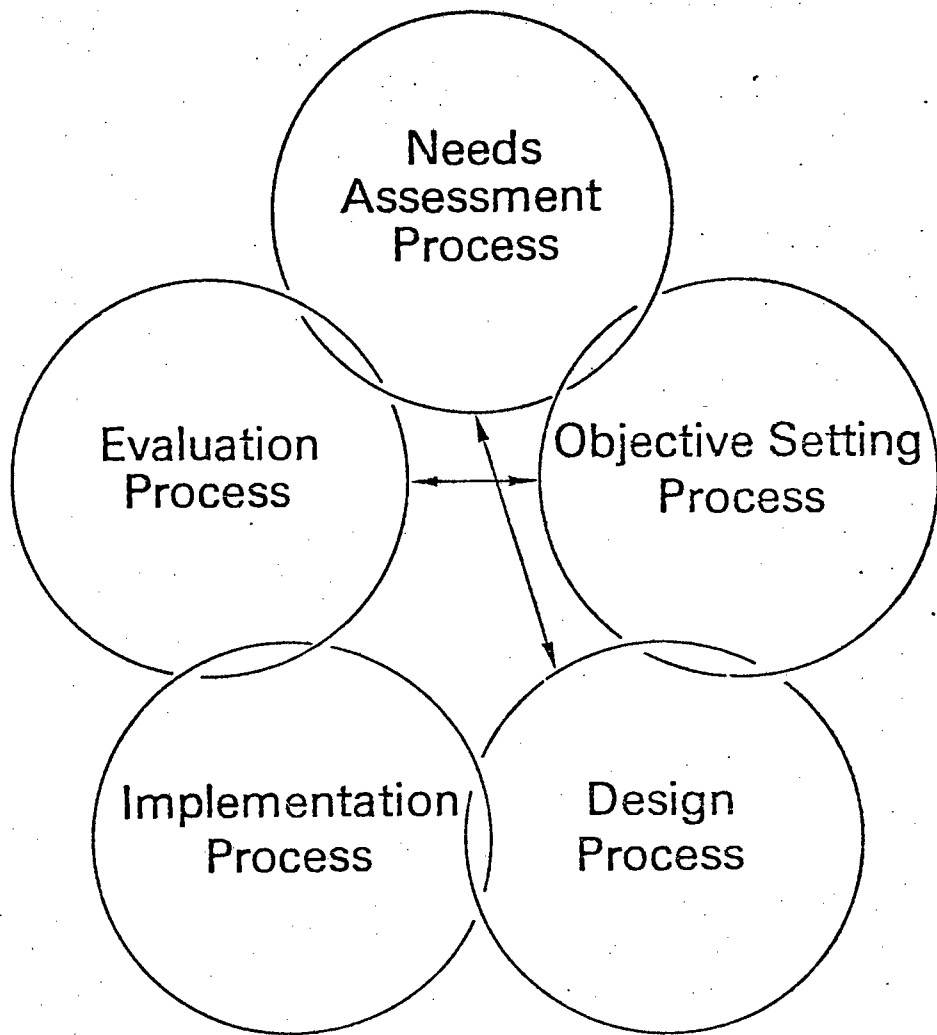 Needs
Assessment
Process
Evaluation
Process
Objective Setting
Process
Implementation
Process
Design
Process